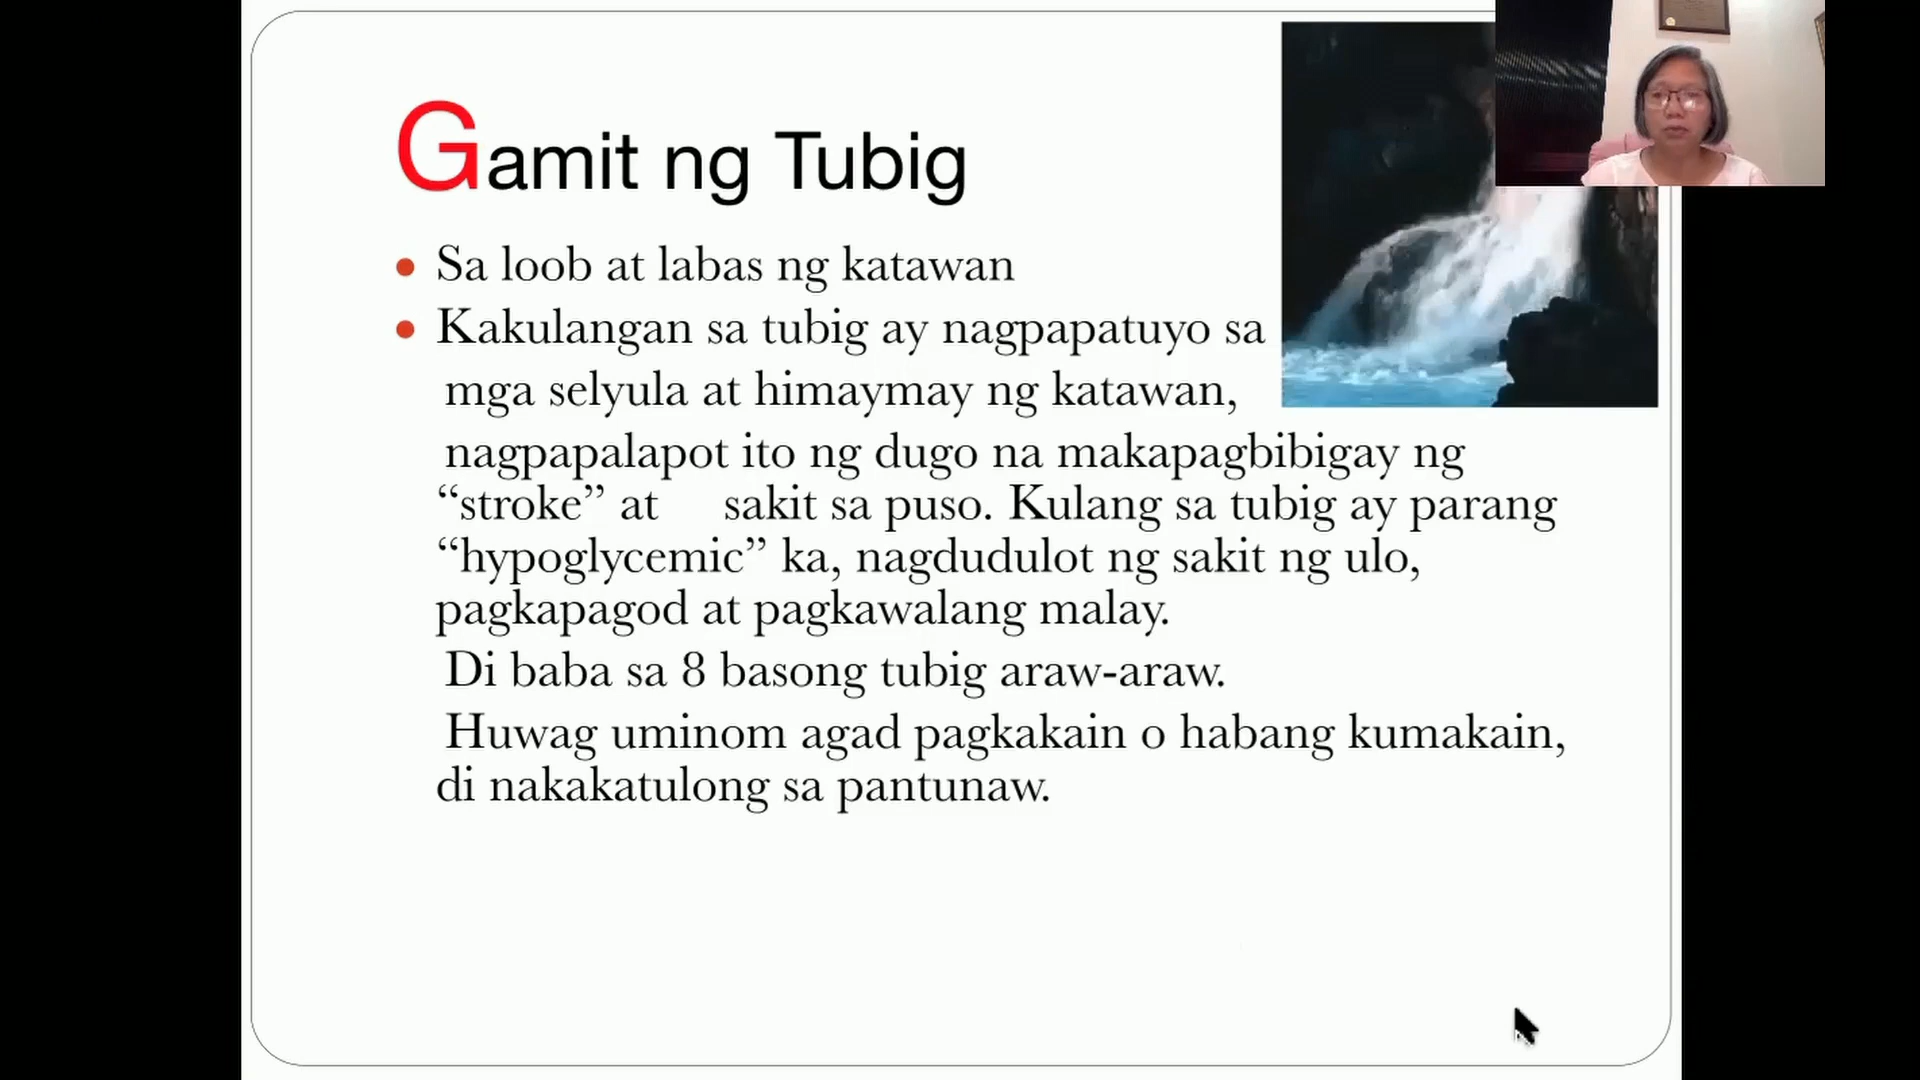 Gamit ng Tubig
Sa loob at labas ng katawan
Kakulangan sa tubig ay nagpapatuyo sa
mga selyula at himaymay ng katawan,
nagpapalapot ito ng dugo na makapagbibigay ng
“stroke” at sakit sa puso. Kulang sa tubig ay parang
“hypoglycemic” ka, nagdudulot ng sakit ng ulo,
pagkapagod at pagkawalang malay.
Di baba sa 8 basong tubig araw-araw.
Huwag uminom agad pagkakain o habang kumakain,
di nakakatulong sa pantunaw.